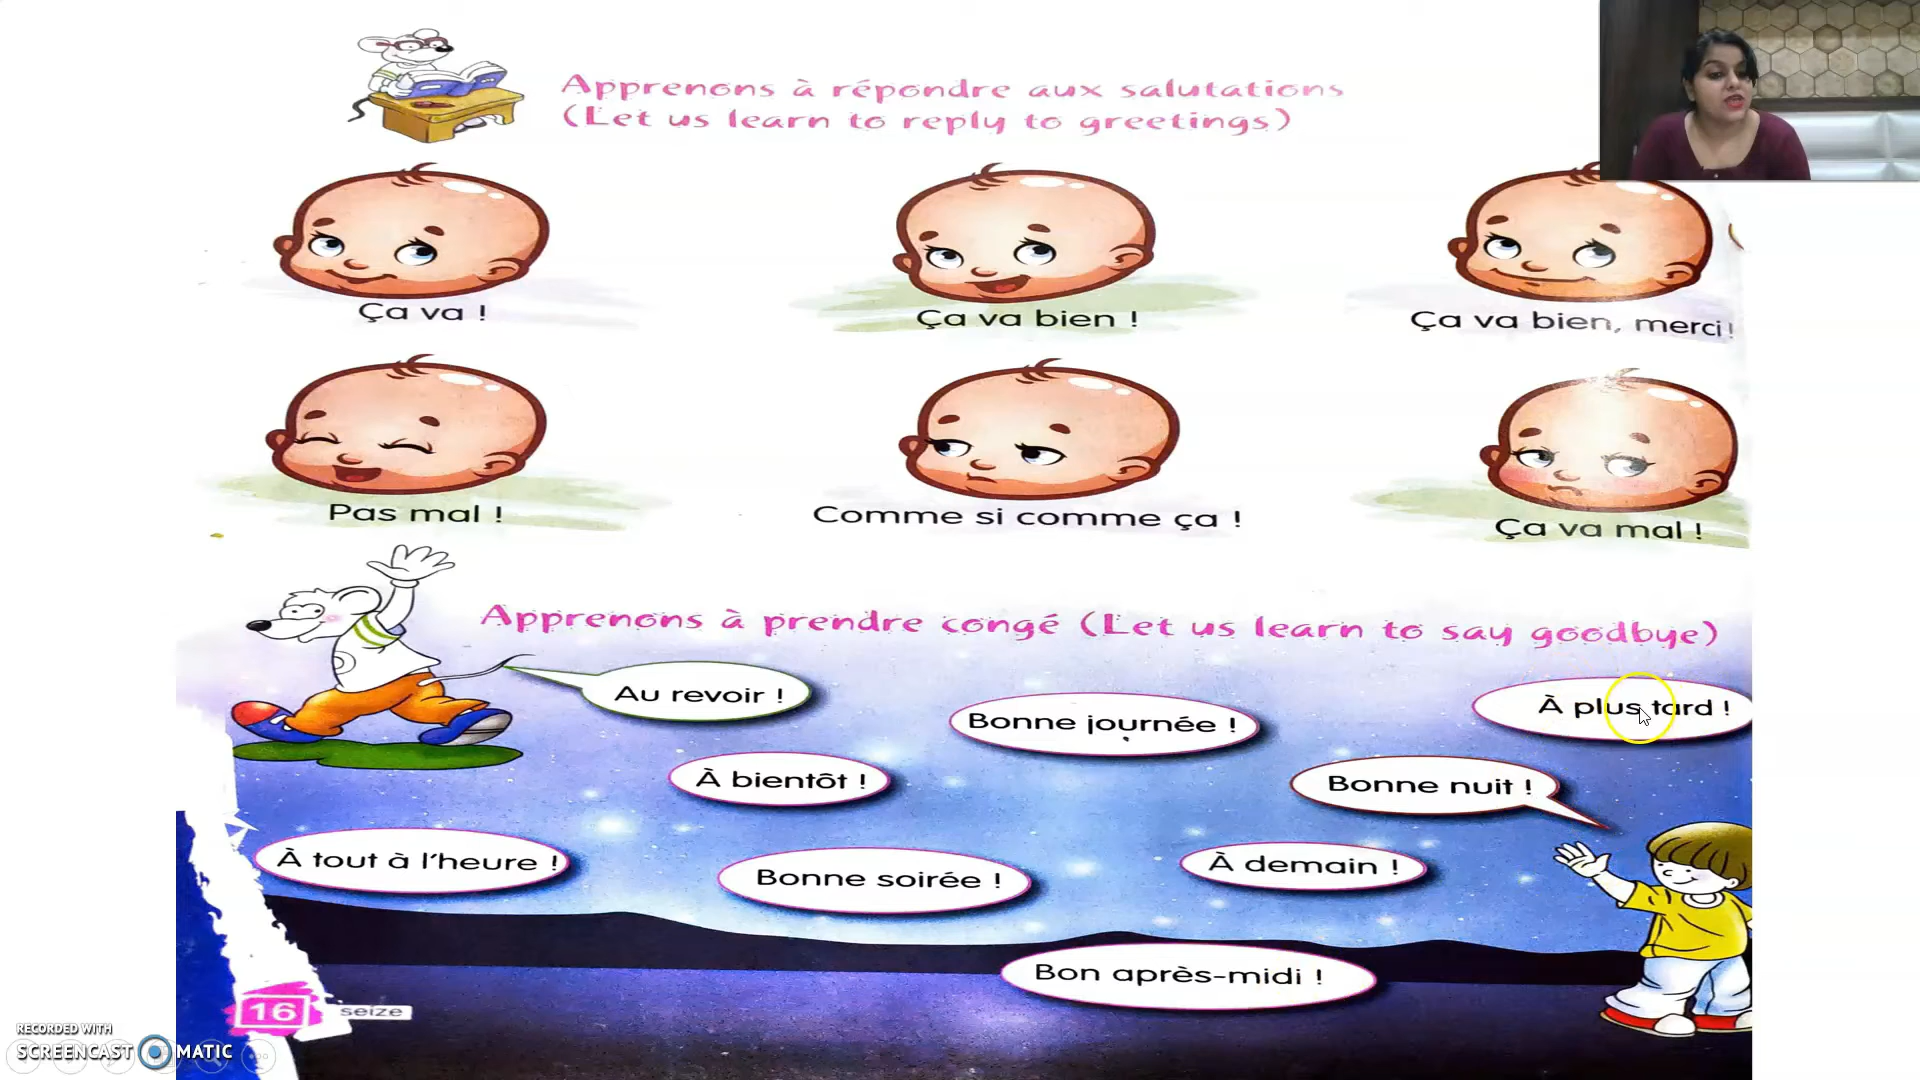 Apprenons à répondre aux salutations
(Let us learn to reply to greetings)
Ça va !
Ça va bien !
Ça va bien, merci!
Pas mal !
Comme si comme ça !
Ça va mal !
Apprenons à prendre congé (Let us learn to say goodbye)
Au revoir !
Bonne journée !
À plus tard !
À bientôt !
Bonne nuit !
À tout à l'heure !
Bonne soirée !
À demain !
Bon après-midi !
16 seize
RECORDED WITH
SCREENCAST MATIC